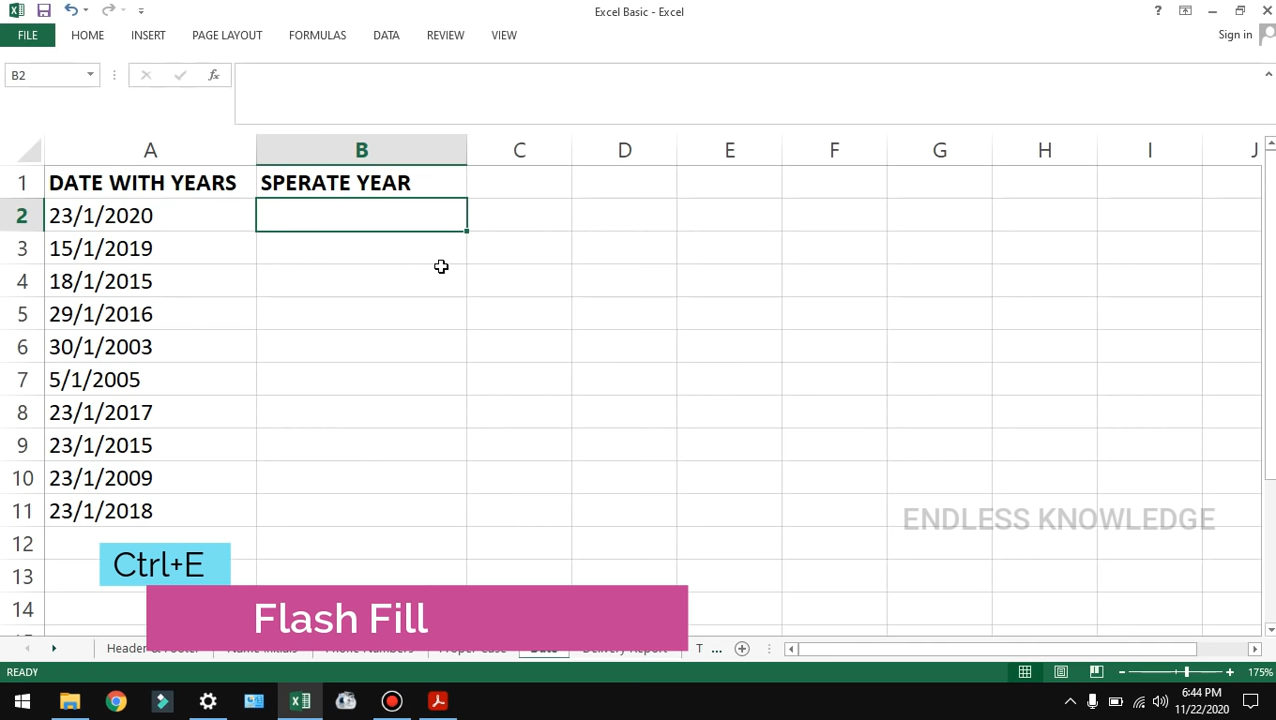 Excel Basic - Excel
?
FILE
HOME
INSERT
PAGE LAYOUT
FORMULAS
DATA
REVIEW
VIEW
Sign in
B2
fx
A B C D E F G H I J
1 DATE WITH YEARS SPERATE YEAR
2 23/1/2020
3 15/1/2019
4 18/1/2015
5 29/1/2016
6 30/1/2003
7 5/1/2005
8 23/1/2017
9 23/1/2015
10 23/1/2009
11 23/1/2018
ENDLESS KNOWLEDGE
12
13
14
Ctrl+E
Flash Fill
T ...
READY
175%
6:44 PM
11/22/2020